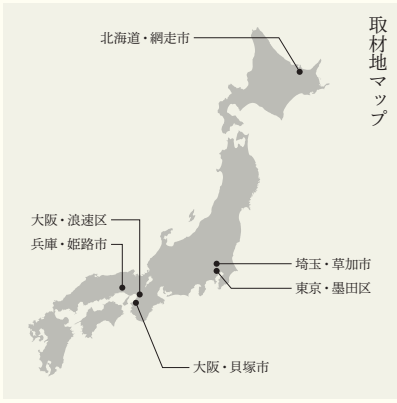 取材地マップ
北海道・網走市
大阪・浪速区
兵庫・姫路市
埼玉・草加市
東京・墨田区
大阪・貝塚市